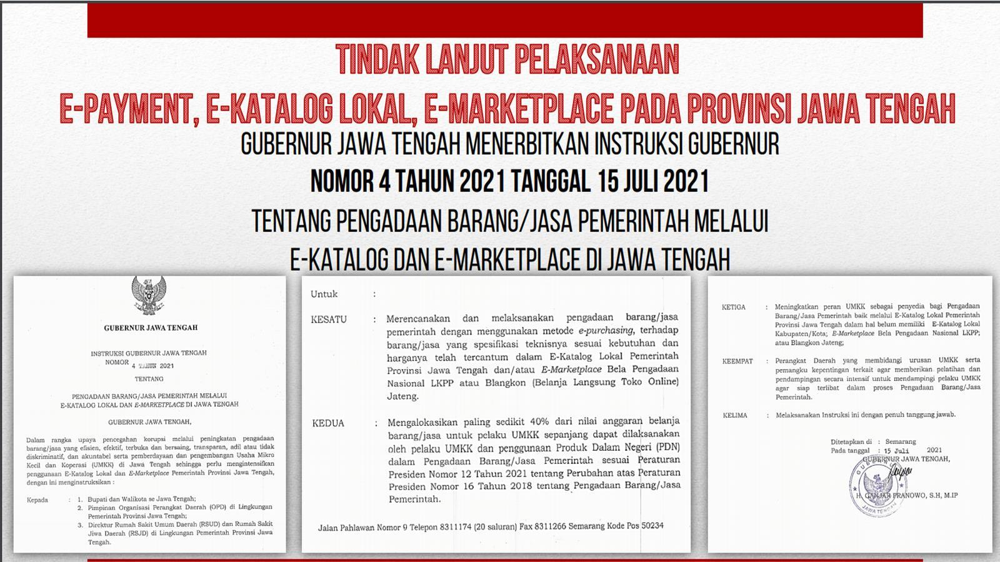 TINDAK LANJUT PELAKSANAAN
E-PAYMENT, E-KATALOG LOKAL, E-MARKETPLACE PADA PROVINSI JAWA TENGAH
GUBERNUR JAWA TENGAH MENERBITKAN INSTRUKSI GUBERNUR
NOMOR 4 TAHUN 2021 TANGGAL 15 JULI 2021
TENTANG PENGADAAN BARANG/JASA PEMERINTAH MELALUI
E-KATALOG DAN E-MARKETPLACE DI JAWA TENGAH
GUBERNUR JAWA TENGAH
INSTRUKSI GUBERNUR JAWA TENGAH
NOMOR 4 TAHUN 2021
TENTANG
PENGADAAN BARANG/JASA PEMERINTAH MELALUI
E-KATALOG LOKAL DAN E-MARKETPLACE DI JAWA TENGAH
GUBERNUR JAWA TENGAH,
Dalam rangka upaya pencegahan korupsi melalui peningkatan pengadaan
barang/jasa yang efisien, efektif, terbuka dan bersaing, transparan, adil atau tidak
diskriminatif, dan akuntabel serta pemberdayaan dan pengembangan Usaha Mikro
Kecil dan Koperasi (UMKK) di Jawa Tengah sehingga perlu mengintensifkan
penggunaan E-Katalog Lokal dan E-Marketplace Pemerintah Provinsi Jawa Tengah,
dengan ini menginstruksikan :
Kepada : 1. Bupati dan Walikota se Jawa Tengah;
2. Pimpinan Organisasi Perangkat Daerah (OPD) di Lingkungan
Pemerintah Provinsi Jawa Tengah;
3. Direktur Rumah Sakit Umum Daerah (RSUD) dan Rumah Sakit
Jiwa Daerah (RSJD) di Lingkungan Pemerintah Provinsi Jawa
Tengah.
Untuk :
KESATU : Merencanakan dan melaksanakan pengadaan barang/jasa
pemerintah dengan menggunakan metode e-purchasing, terhadap
barang/jasa yang spesifikasi teknisnya sesuai kebutuhan dan
harganya telah tercantum dalam E-Katalog Lokal Pemerintah
Provinsi Jawa Tengah dan/atau E-Marketplace Bela Pengadaan
Nasional LKPP atau Blangkon (Belanja Langsung Toko Online)
Jateng.
KEDUA : Mengalokasikan paling sedikit 40% dari nilai anggaran belanja
barang/jasa untuk pelaku UMKK sepanjang dapat dilaksanakan
oleh pelaku UMKK dan penggunaan Produk Dalam Negeri (PDN)
dalam Pengadaan Barang/Jasa Pemerintah sesuai Peraturan
Presiden Nomor 12 Tahun 2021 tentang Perubahan atas Peraturan
Presiden Nomor 16 Tahun 2018 tentang Pengadaan Barang/Jasa
Pemerintah.
Jalan Pahlawan Nomor 9 Telepon 8311174 (20 saluran) Fax 8311266 Semarang Kode Pos 50234
KETIGA : Meningkatkan peran UMKK sebagai penyedia bagi Pengadaan
Barang/Jasa Pemerintah baik melalui E-Katalog Lokal Pemerintah
Provinsi Jawa Tengah dalam hal belum memiliki E-Katalog Lokal
Kabupaten/Kota; E-Marketplace Bela Pengadaan Nasional LKPP;
atau Blangkon Jateng;
KEEMPAT : Perangkat Daerah yang membidangi urusan UMKK serta
pemangku kepentingan terkait agar memberikan pelatihan dan
pendampingan secara intensif untuk mendampingi pelaku UMKK
agar siap terlibat dalam proses Pengadaan Barang/Jasa
Pemerintah.
KELIMA : Melaksanakan Instruksi ini dengan penuh tanggung jawab.
Ditetapkan di : Semarang
Pada tanggal : 15 Juli 2021
GUBERNUR JAWA TENGAH,
GUBERNUR
H. GANJAR PRANOWO, S.H, M.IP
JAWA TENGAH